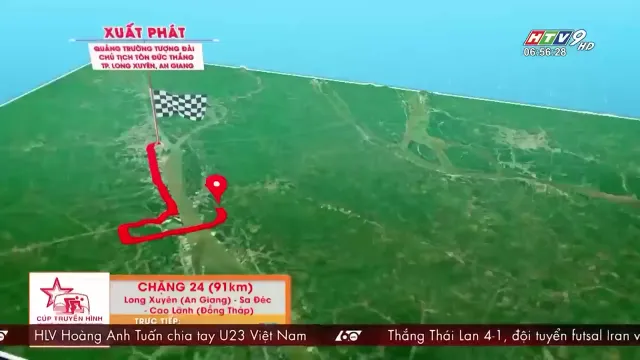 XUẤT PHÁT
QUẢNG TRƯỜNG TƯỢNG ĐÀI
CHỦ TỊCH TÔN ĐỨC THẮNG
TP. LONG XUYÊN, AN GIANG
HTV9 HD
06:56:28
CHẶNG 24 (91km)
Long Xuyên (An Giang) - Sa Đéc
- Cao Lãnh (Đồng Tháp)
TRỰC TIẾP:
CÚP TRUYỀN HÌNH
HLV Hoàng Anh Tuấn chia tay U23 Việt Nam
Thắng Thái Lan 4-1, đội tuyển futsal Iran v